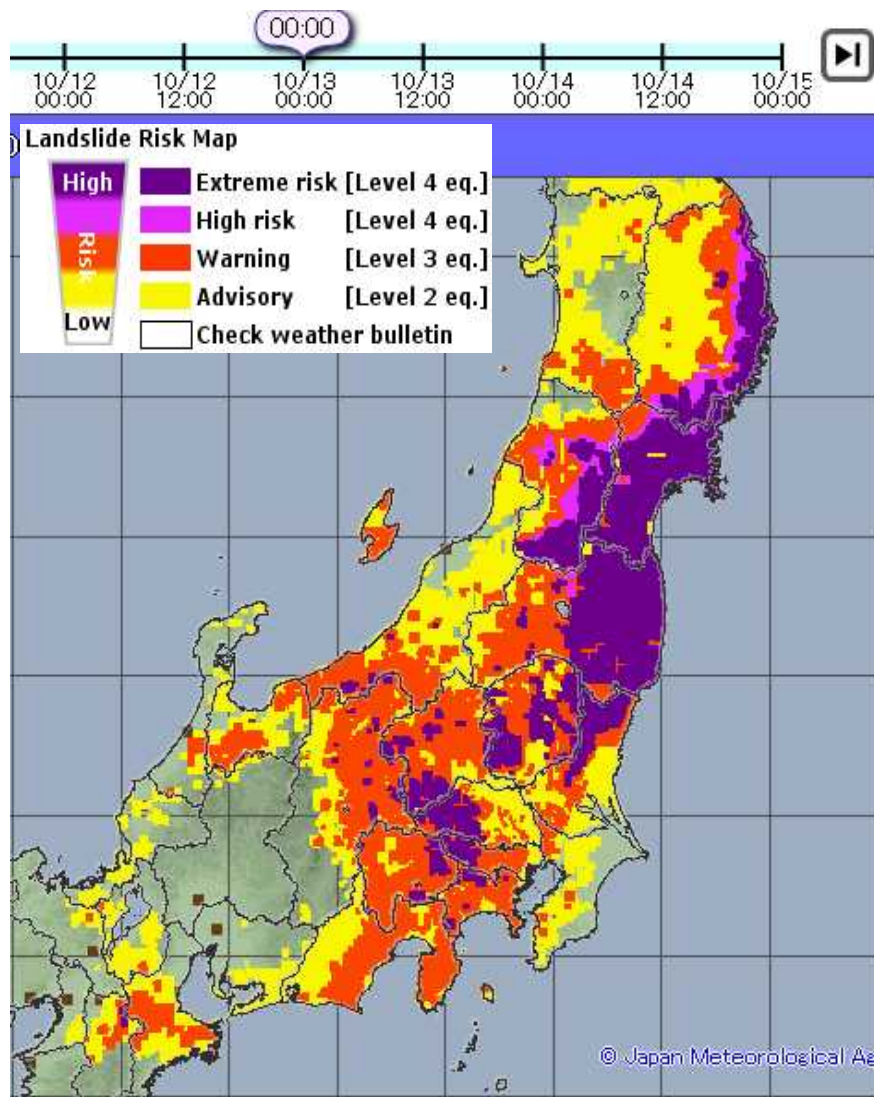 00:00
10/12 10/12 10/13 10/13 10/14 10/14 10/15
00:00 12:00 00:00 12:00 00:00 12:00 00:00
Landslide Risk Map
High
Risk
Low
Extreme risk [Level 4 eq.]
High risk [Level 4 eq.]
Warning [Level 3 eq.]
Advisory [Level 2 eq.]
Check weather bulletin
© Japan Meteorological Ag